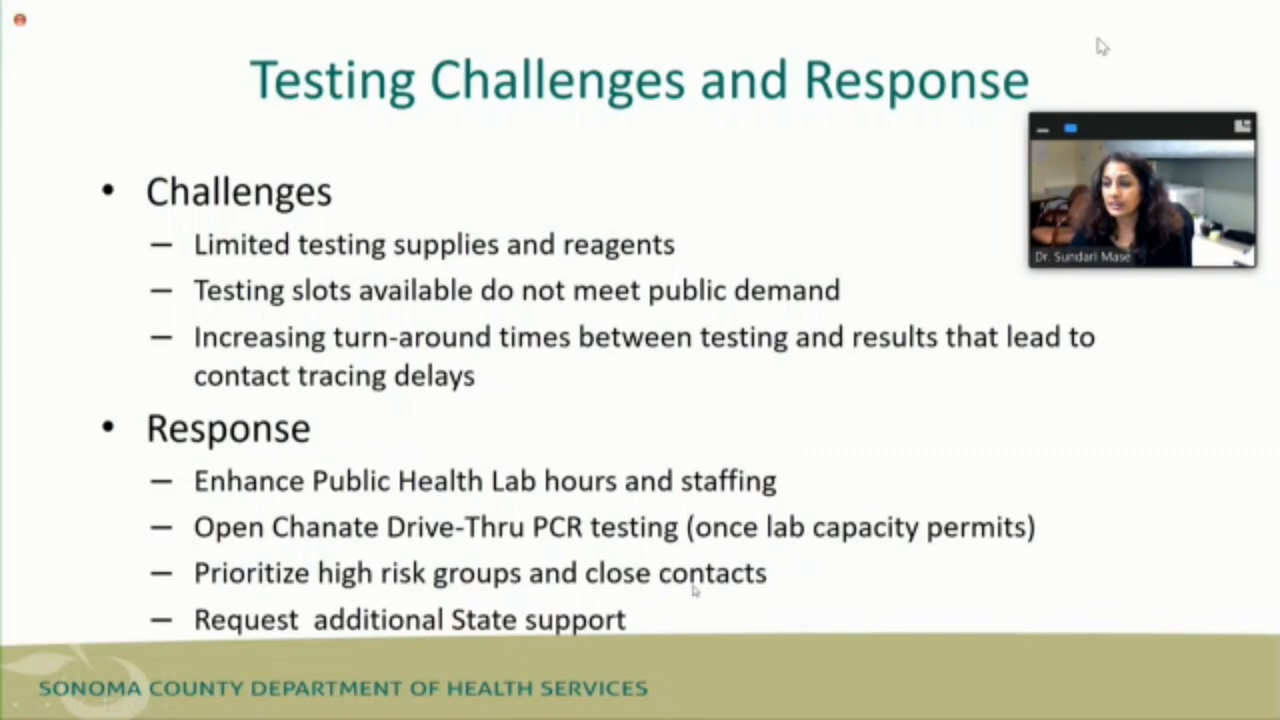 Testing Challenges and Response
Dr. Sundari Mase
• Challenges
– Limited testing supplies and reagents
– Testing slots available do not meet public demand
– Increasing turn-around times between testing and results that lead to
contact tracing delays
• Response
– Enhance Public Health Lab hours and staffing
– Open Chanate Drive-Thru PCR testing (once lab capacity permits)
– Prioritize high risk groups and close contacts
– Request  additional State support
SONOMA COUNTY DEPARTMENT OF HEALTH SERVICES